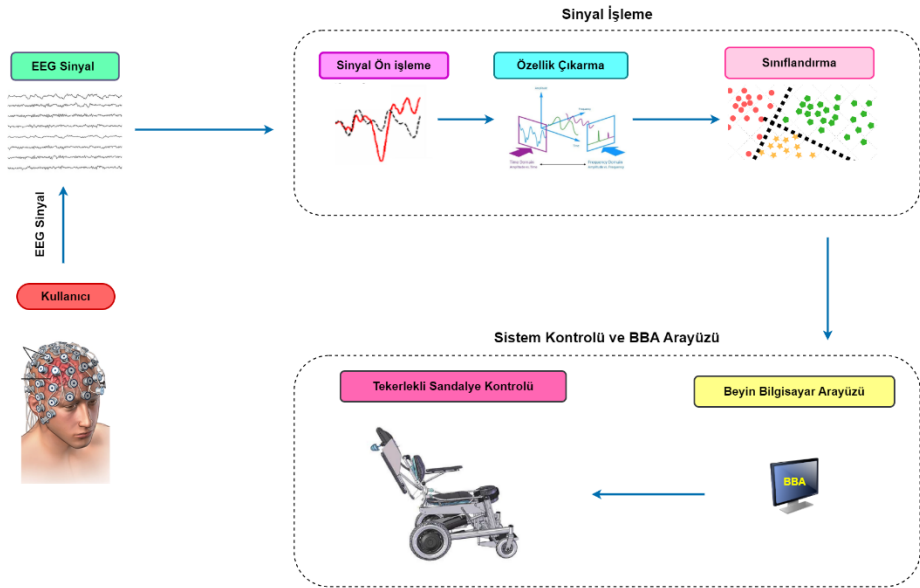 Sinyal İşleme
EEG Sinyal
Sinyal Ön işleme
Özellik Çıkarma
Sınıflandırma
EEG Sinyal
Kullanıcı
Sistem Kontrolü ve BBA Arayüzü
Tekerlekli Sandalye Kontrolü
Beyin Bilgisayar Arayüzü
BBA